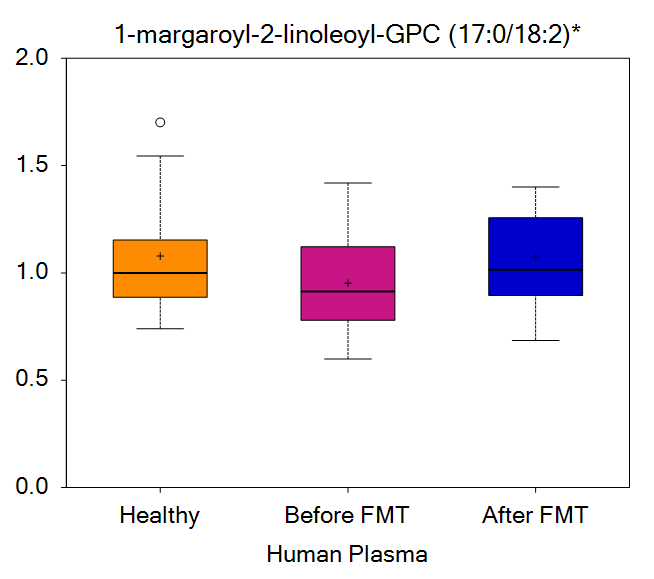 1-margaroyl-2-linoleoyl-GPC (17:0/18:2)*
2.0
1.5
1.0
0.5
0.0
Healthy Before FMT After FMT
Human Plasma